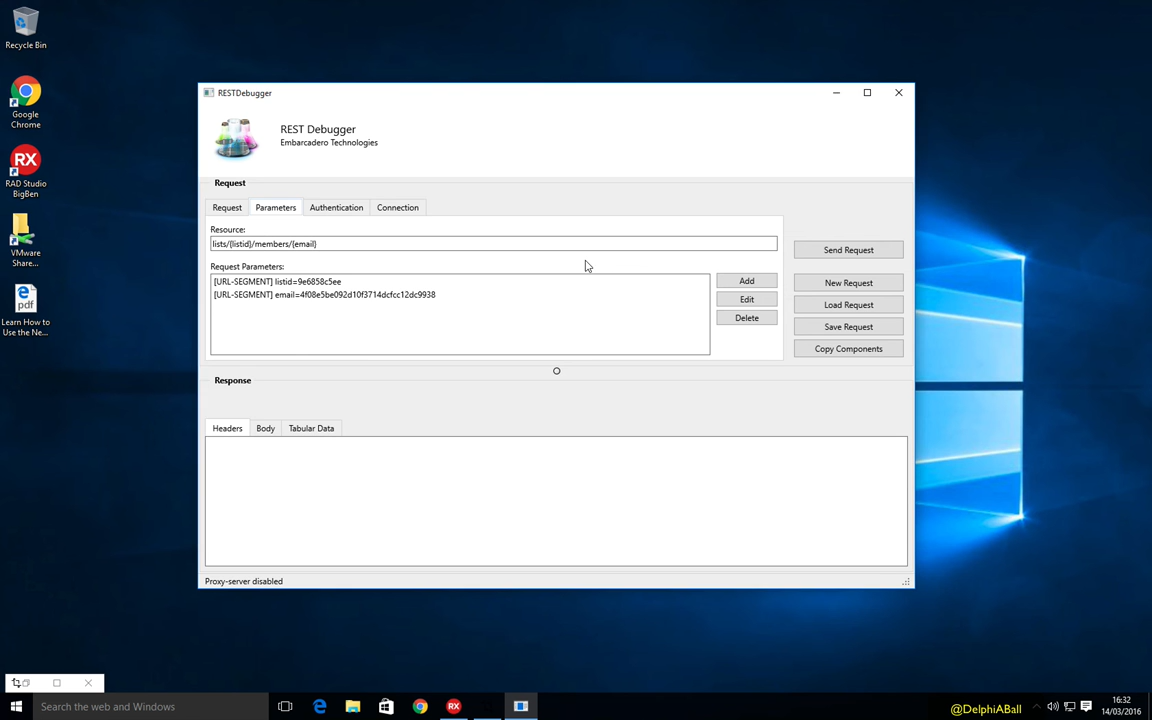 Recycle Bin
Google
Chrome
RX
RAD Studio
BigBen
VMware
Share...
pdf
Learn How to
Use the Ne...
RESTDebugger
REST Debugger
Embarcadero Technologies
Request
Request Parameters Authentication Connection
Resource:
lists/{listid}/members/{email}
Request Parameters:
[URL-SEGMENT] listid=9e6858c5ee
[URL-SEGMENT] email=4f08e5be092d10f3714dcfcc12dc9938
Add
Edit
Delete
Send Request
New Request
Load Request
Save Request
Copy Components
Response
Headers Body Tabular Data
Proxy-server disabled
Search the web and Windows
RX
@DelphiABall
16:32
14/03/2016